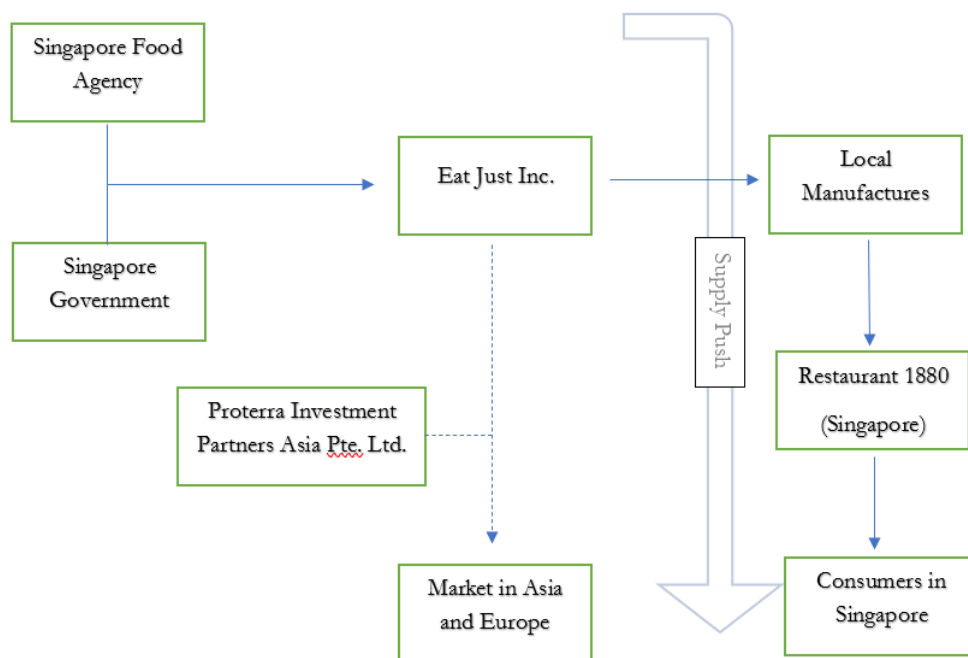 Singapore Food
Agency
Eat Just Inc.
Local
Manufactures
Singapore
Government
Supply Push
Restaurant 1880
(Singapore)
Proterra Investment
Partners Asia Pte. Ltd.
Market in Asia
and Europe
Consumers in
Singapore